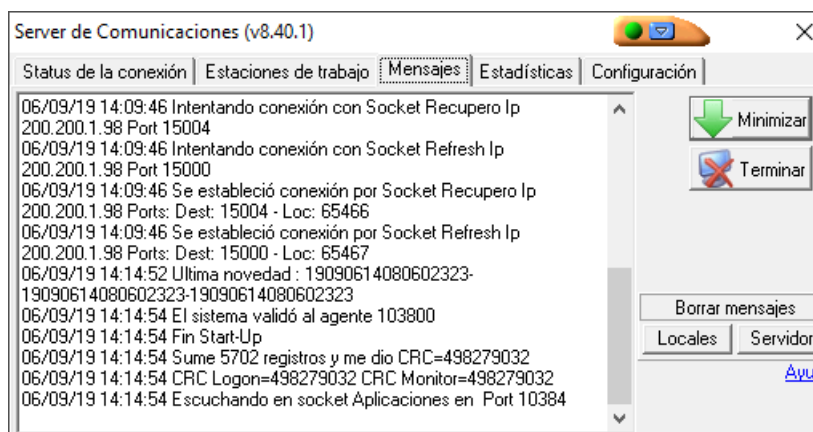 Server de Comunicaciones (v8.40.1)
Status de la conexión Estaciones de trabajo Mensajes Estadísticas Configuración
06/09/19 14:09:46 Intentando conexión con Socket Recupero Ip
200.200.1.98 Port 15004
06/09/19 14:09:46 Intentando conexión con Socket Refresh Ip
200.200.1.98 Port 15000
06/09/19 14:09:46 Se estableció conexión por Socket Recupero Ip
200.200.1.98 Ports: Dest: 15004 - Loc: 65466
06/09/19 14:09:46 Se estableció conexión por Socket Refresh Ip
200.200.1.98 Ports: Dest: 15000 - Loc: 65467
06/09/19 14:14:52 Ultima novedad : 19090614080602323-
19090614080602323-19090614080602323
06/09/19 14:14:54 El sistema validó al agente 103800
06/09/19 14:14:54 Fin Start-Up
06/09/19 14:14:54 Sume 5702 registros y me dio CRC=498279032
06/09/19 14:14:54 CRC Logon=498279032 CRC Monitor=498279032
06/09/19 14:14:54 Escuchando en socket Aplicaciones en  Port 10384
Minimizar
Terminar
Borrar mensajes
Locales Servidor
Ayu